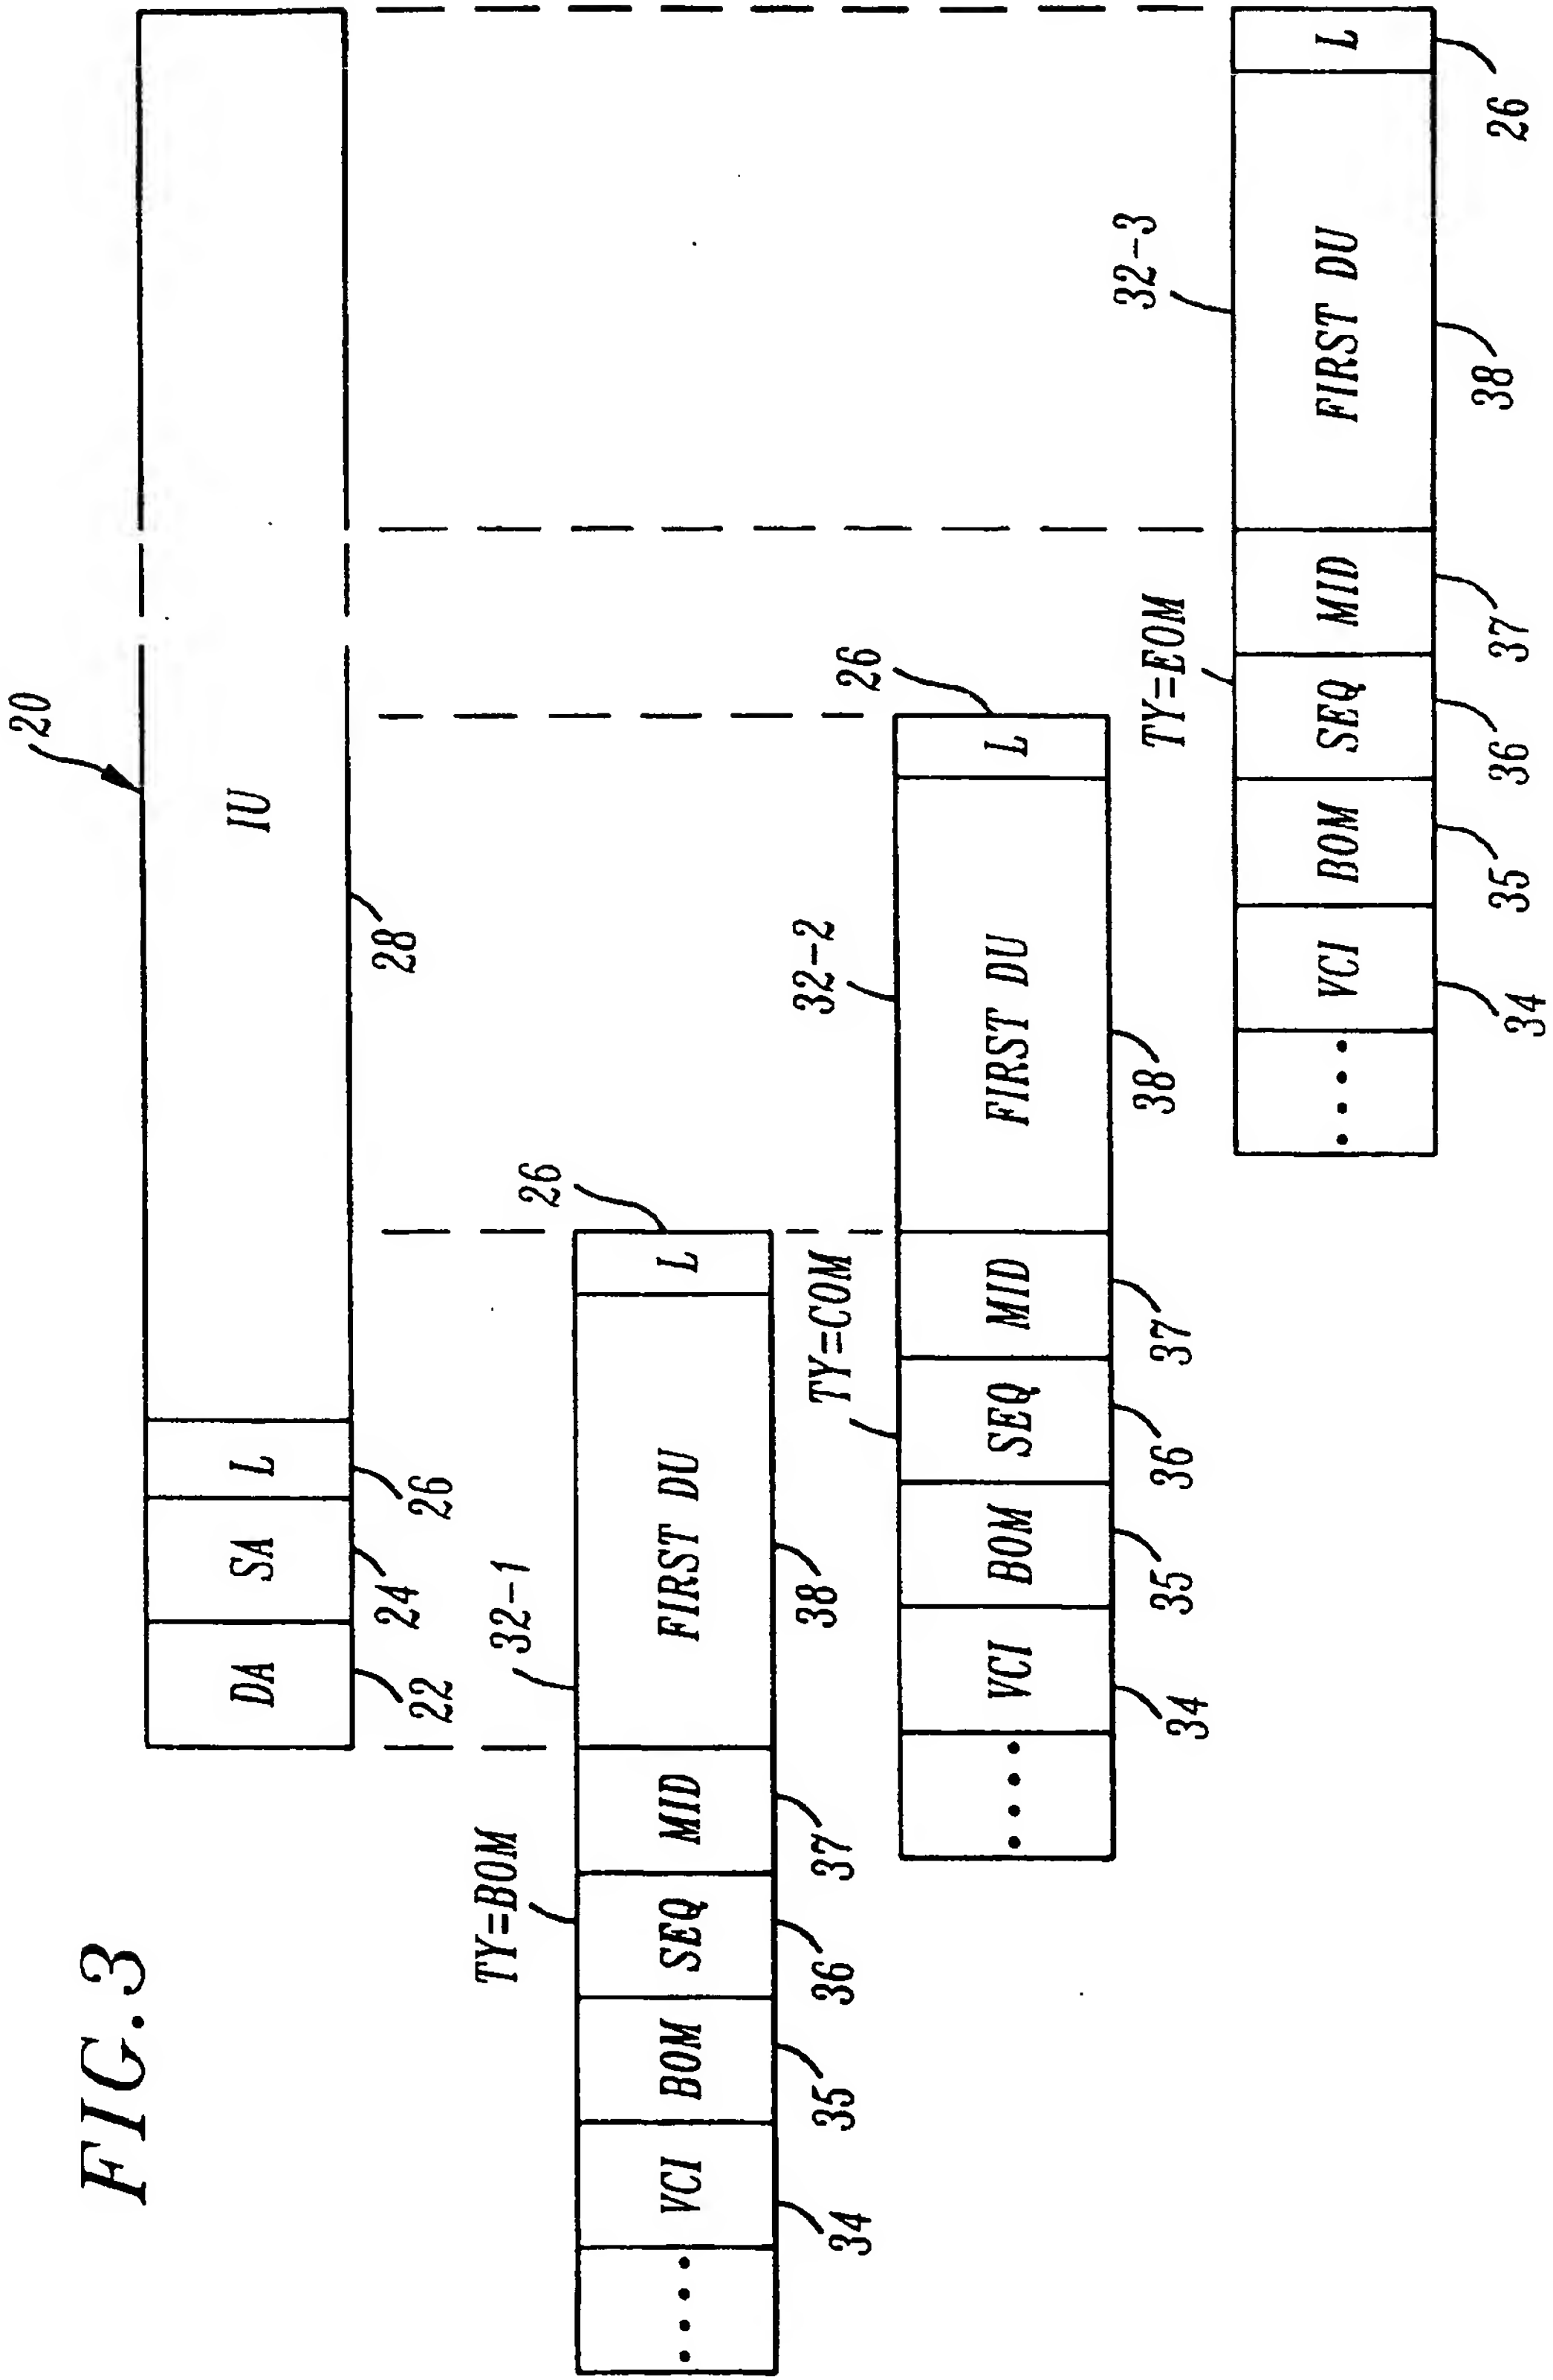 FIG.3
20
DA SA L IU
22 24 26 28
TY=BOM 32-1 26
.... VCI BOM SEQ MID FIRST DU L
34 35 36 37 38
TY=COM 32-2 26
.... VCI BOM SEQ MID FIRST DU L
34 35 36 37 38
TY=EOM 32-3
.... VCI BOM SEQ MID FIRST DU L
34 35 36 37 38 26